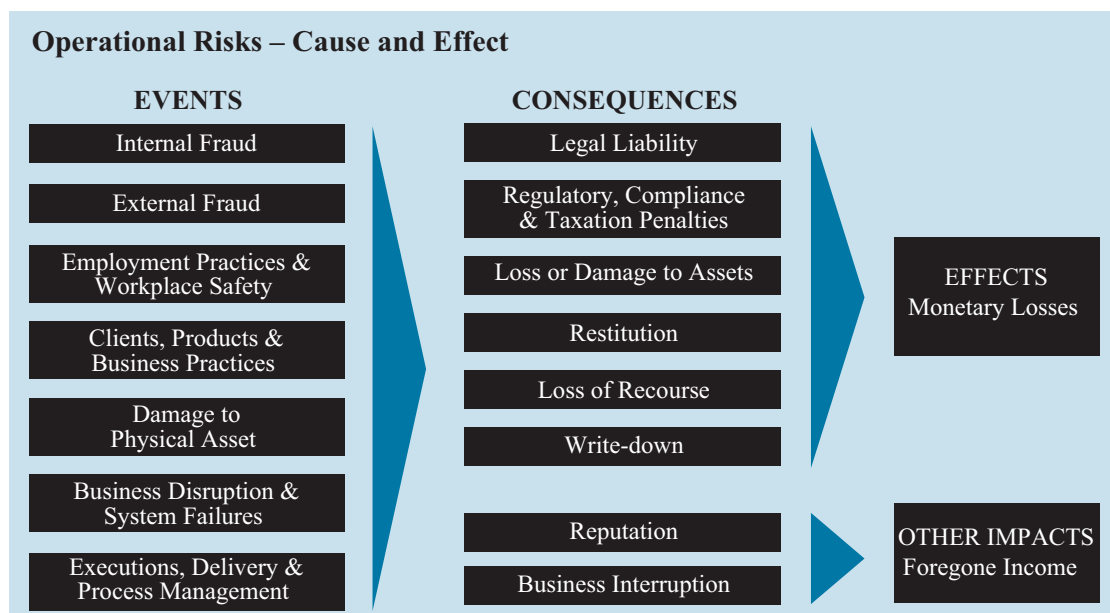 Operational Risks – Cause and Effect
EVENTS
Internal Fraud
External Fraud
Employment Practices &
Workplace Safety
Clients, Products &
Business Practices
Damage to
Physical Asset
Business Disruption &
System Failures
Executions, Delivery &
Process Management
CONSEQUENCES
Legal Liability
Regulatory, Compliance
& Taxation Penalties
Loss or Damage to Assets
Restitution
Loss of Recourse
Write-down
Reputation
Business Interruption
EFFECTS
Monetary Losses
OTHER IMPACTS
Foregone Income